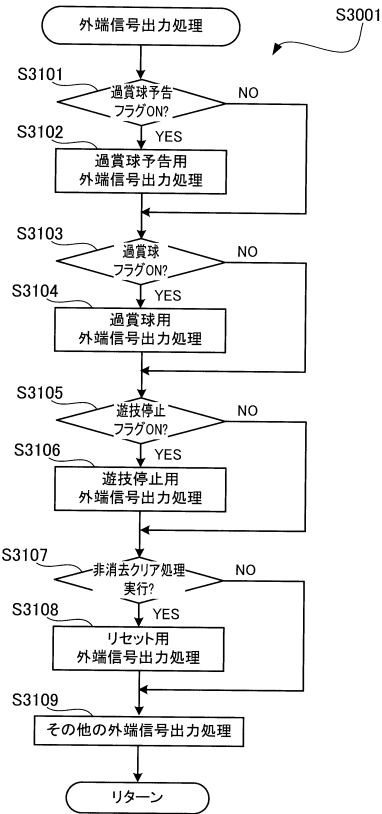 外端信号出力処理
S3001
S3101
過賞球予告
フラグON?
NO
YES
S3102
過賞球予告用
外端信号出力処理
S3103
過賞球
フラグON?
NO
YES
S3104
過賞球用
外端信号出力処理
S3105
遊技停止
フラグON?
NO
YES
S3106
遊技停止用
外端信号出力処理
S3107
非消去クリア処理
実行?
NO
YES
S3108
リセット用
外端信号出力処理
S3109
その他の外端信号出力処理
リターン